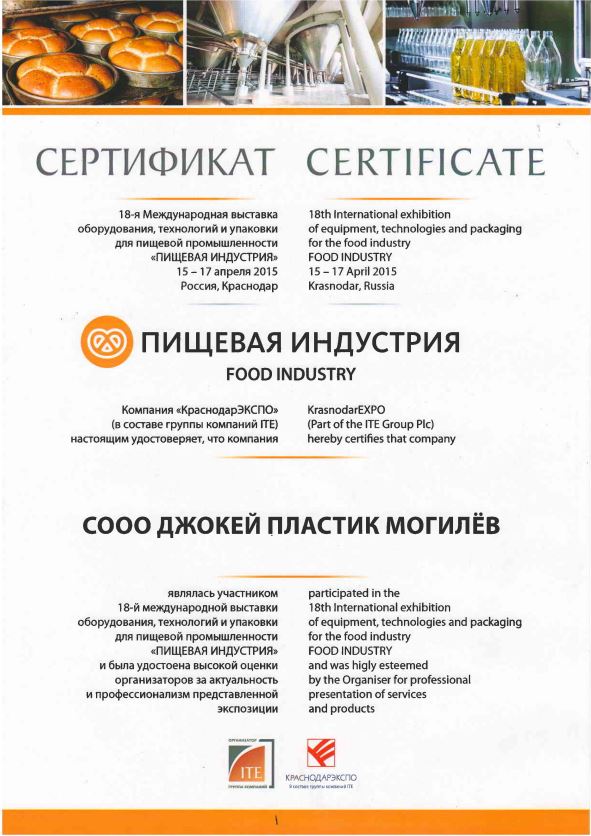 СЕРТИФИКАТ CERTIFICATE
18-я Международная выставка
оборудования, технологий и упаковки
для пищевой промышленности
«ПИЩЕВАЯ ИНДУСТРИЯ»
15 – 17 апреля 2015
Россия, Краснодар
18th International exhibition
of equipment, technologies and packaging
for the food industry
FOOD INDUSTRY
15 – 17 April 2015
Krasnodar, Russia
ПИЩЕВАЯ ИНДУСТРИЯ
FOOD INDUSTRY
Компания «КраснодарЭКСПО»
(в составе группы компаний ITE)
настоящим удостоверяет, что компания
KrasnodarEXPO
(Part of the ITE Group Plc)
hereby certifies that company
СООО ДЖОКЕЙ ПЛАСТИК МОГИЛЁВ
являлась участником
18-й международной выставки
оборудования, технологий и упаковки
для пищевой промышленности
«ПИЩЕВАЯ ИНДУСТРИЯ»
и была удостоена высокой оценки
организаторов за актуальность
и профессионализм представленной
экспозиции
participated in the
18th International exhibition
of equipment, technologies and packaging
for the food industry
FOOD INDUSTRY
and was higly esteemed
by the Organiser for professional
presentation of services
and products
ОРГАНИЗАТОР
ITE
ГРУППА КОМПАНИЙ
КРАСНОДАРЭКСПО
В составе группы компаний ITE